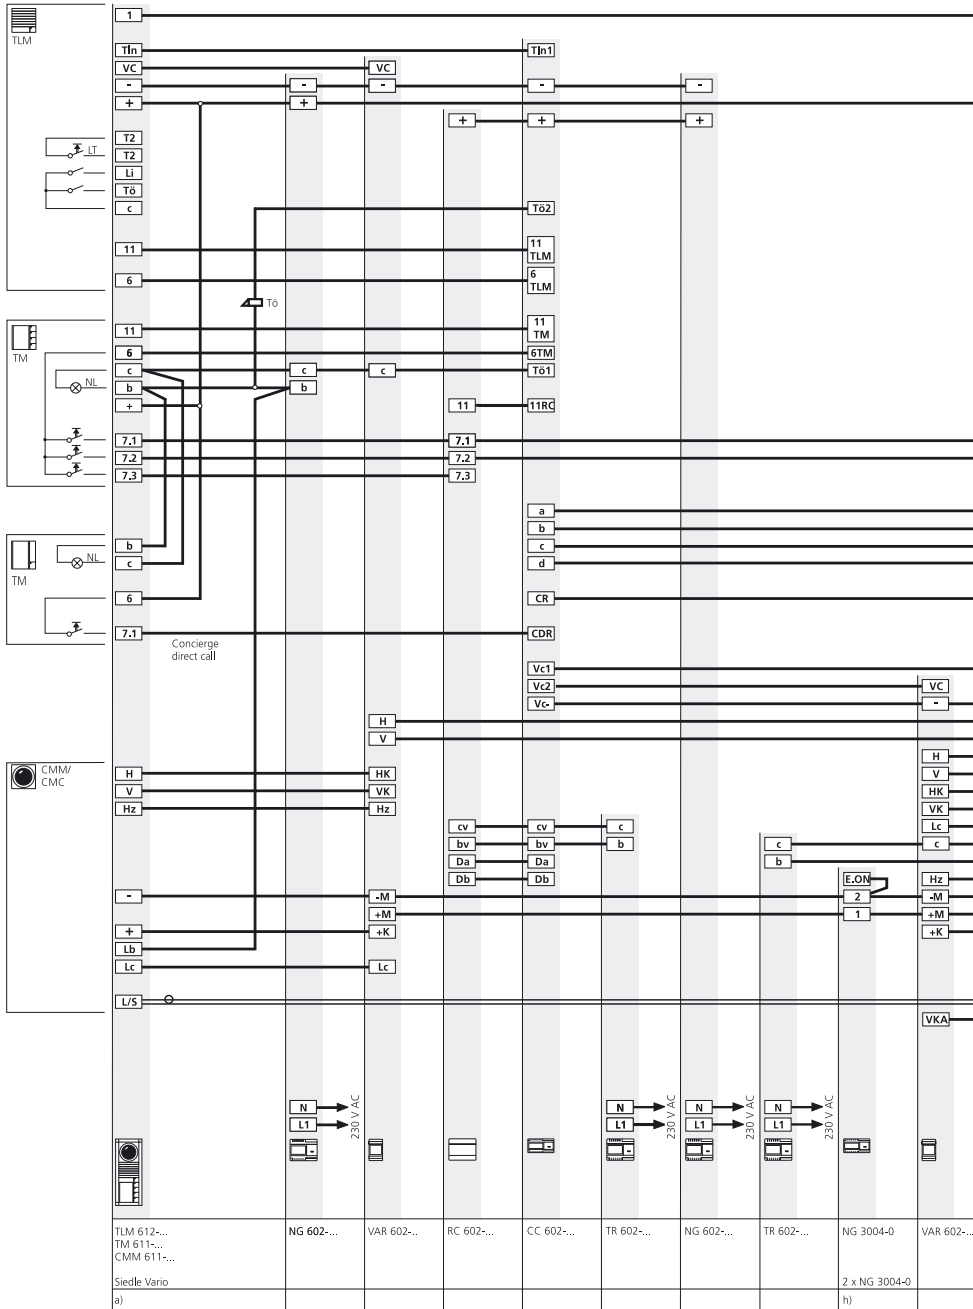 1
TLM
Tln
Tln1
VC
VC
-
-
-
-
-
+
+
+
+
+
T2
LT
T2
Li
Tö
c
Tö2
11
11
TLM
6
6
TLM
Tö
11
11
TM
TM
6
6TM
c
c
c
Tö1
NL
b
b
+
11
11RC
7.1
7.1
7.2
7.2
7.3
7.3
a
b
c
d
b
NL
c
TM
6
CR
7.1
CDR
Concierge
direct call
Vc1
Vc2
VC
Vc-
-
H
V
H
CMM/
CMC
H
HK
V
V
VK
HK
Hz
Hz
VK
cv
cv
c
Lc
bv
bv
b
c
c
Da
Da
b
Db
Db
E.ON
Hz
-
-M
2
-M
+M
1
+M
+
+K
+K
Lb
Lc
Lc
L/S
VKA
N
L1
230 V AC
N
L1
230 V AC
N
L1
230 V AC
N
L1
230 V AC
TLM 612-...
TM 611-...
CMM 611-...
NG 602-...
VAR 602-...
RC 602-...
CC 602-...
TR 602-...
NG 602-...
TR 602-...
NG 3004-0
VAR 602-...
Siedle Vario
2 x NG 3004-0
a)
h)